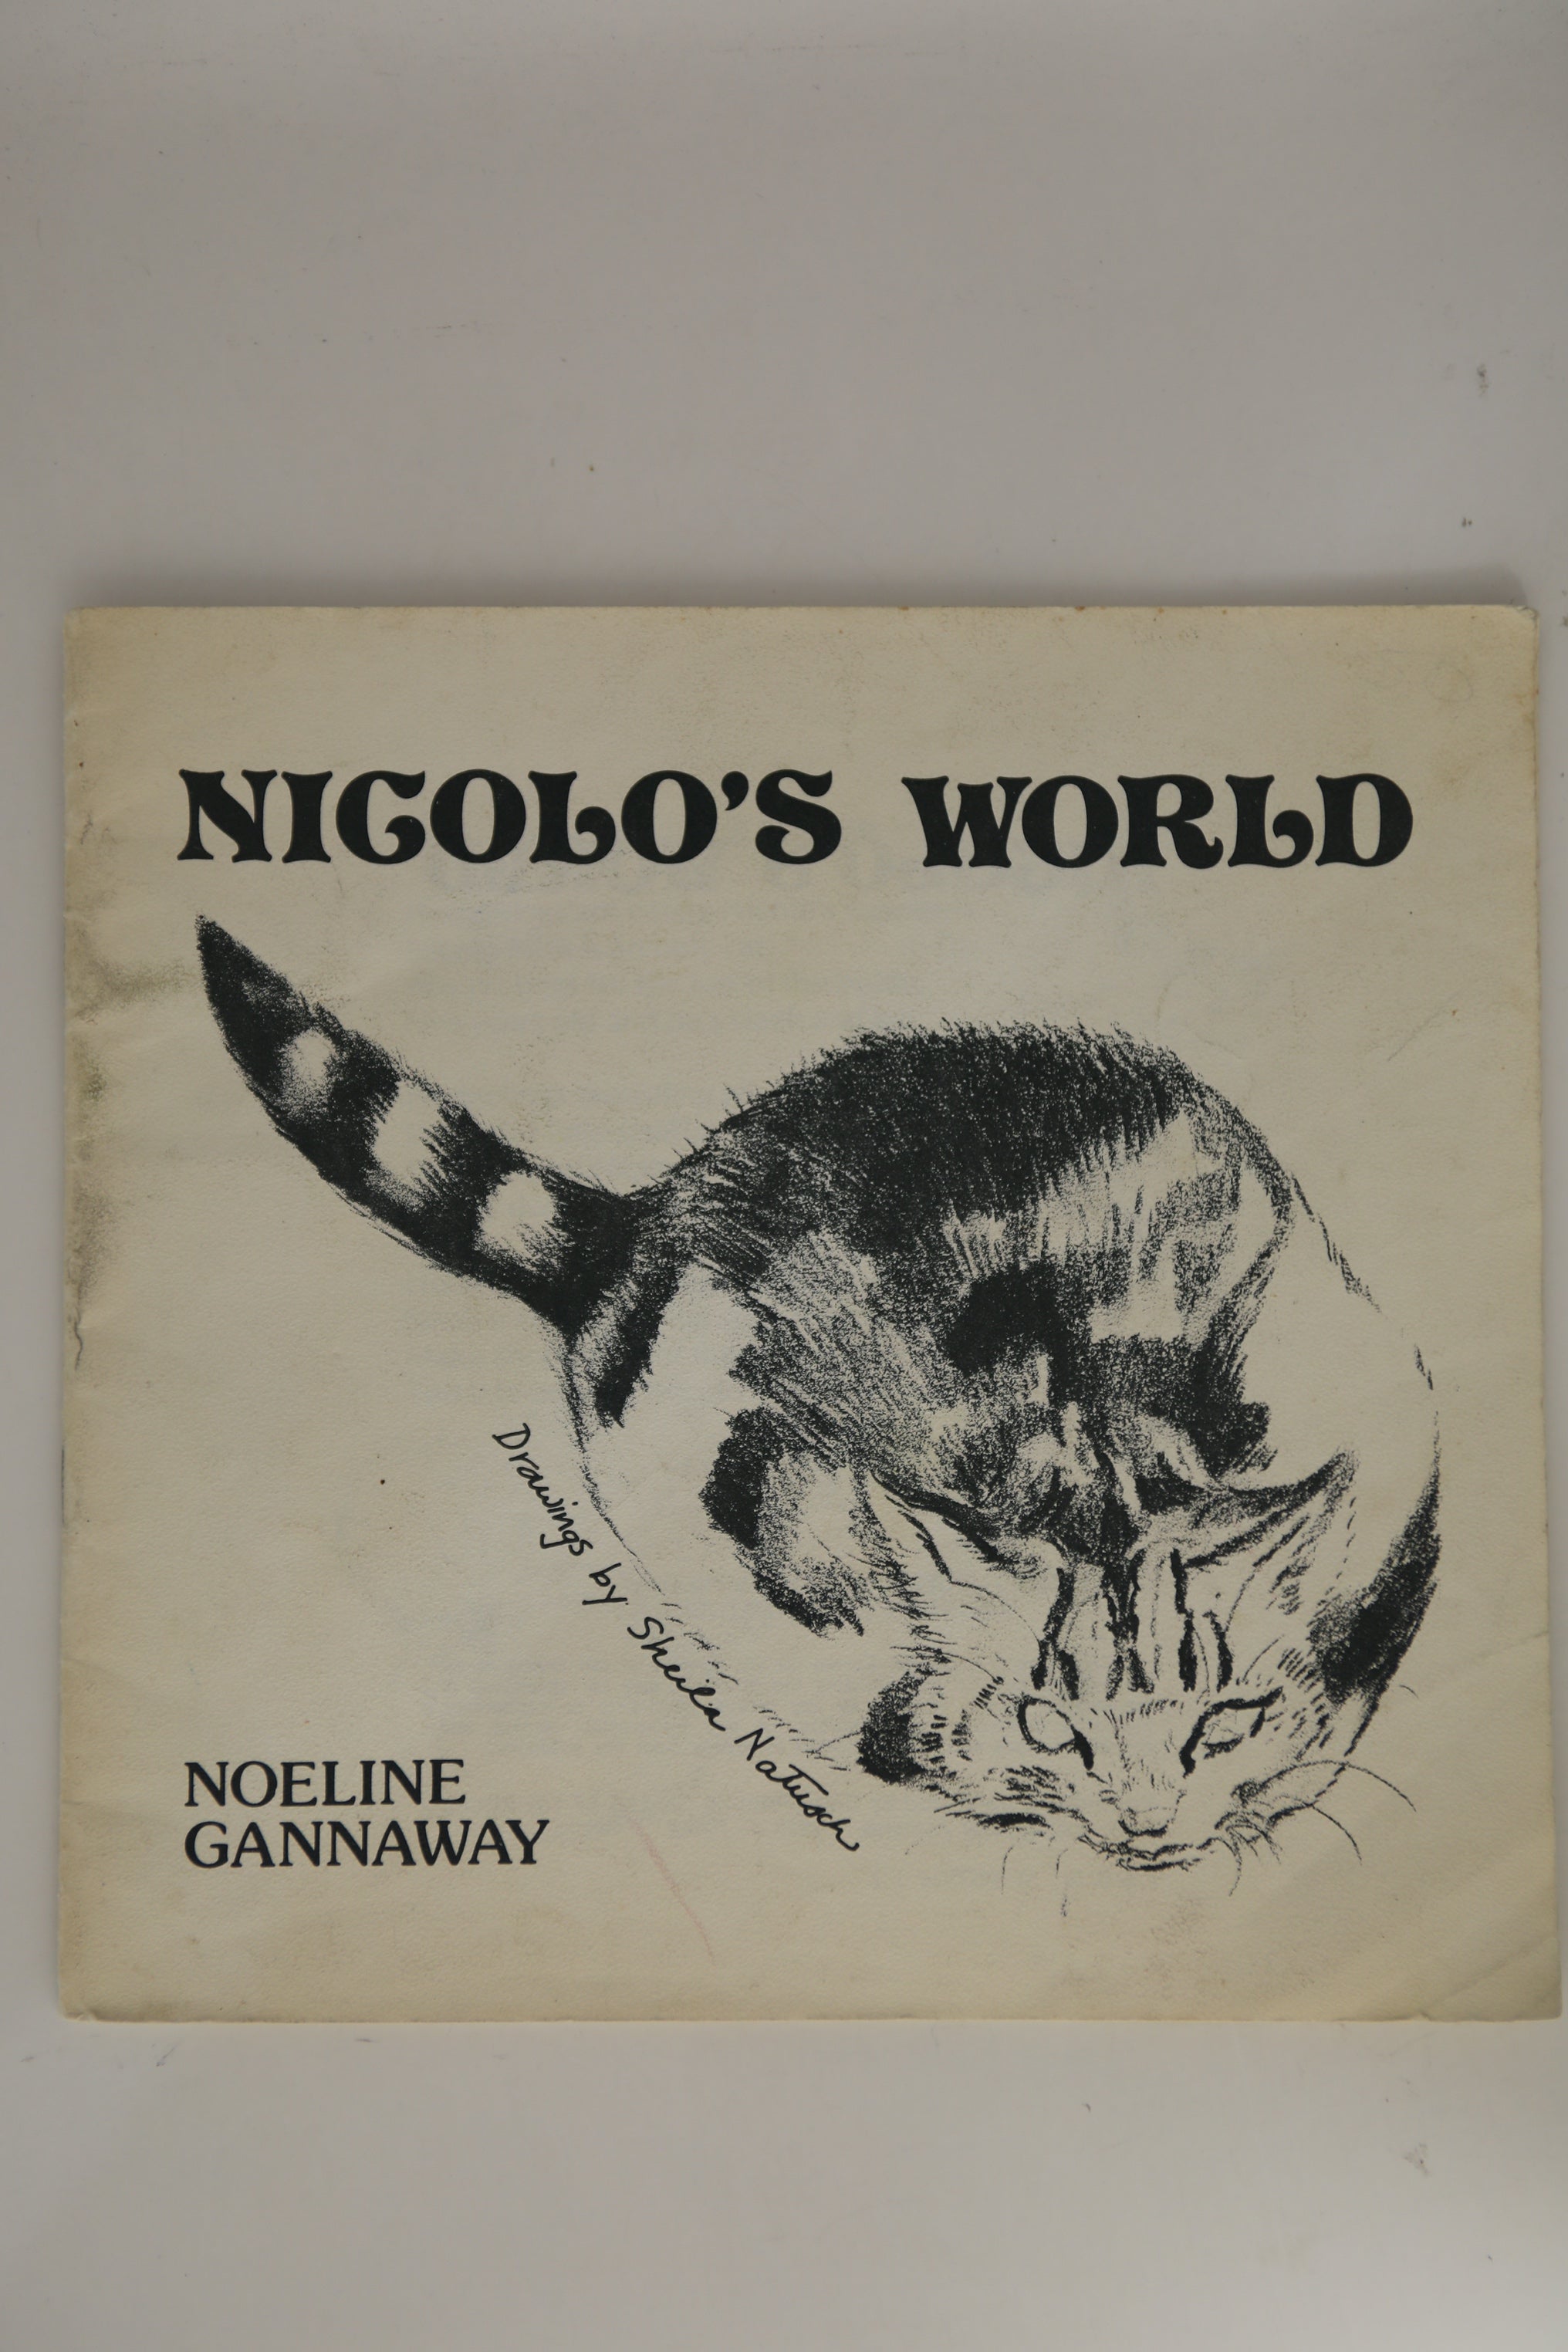 NICOLO'S WORLD
Drawings by Sheila Natusch
NOELINE
GANNAWAY